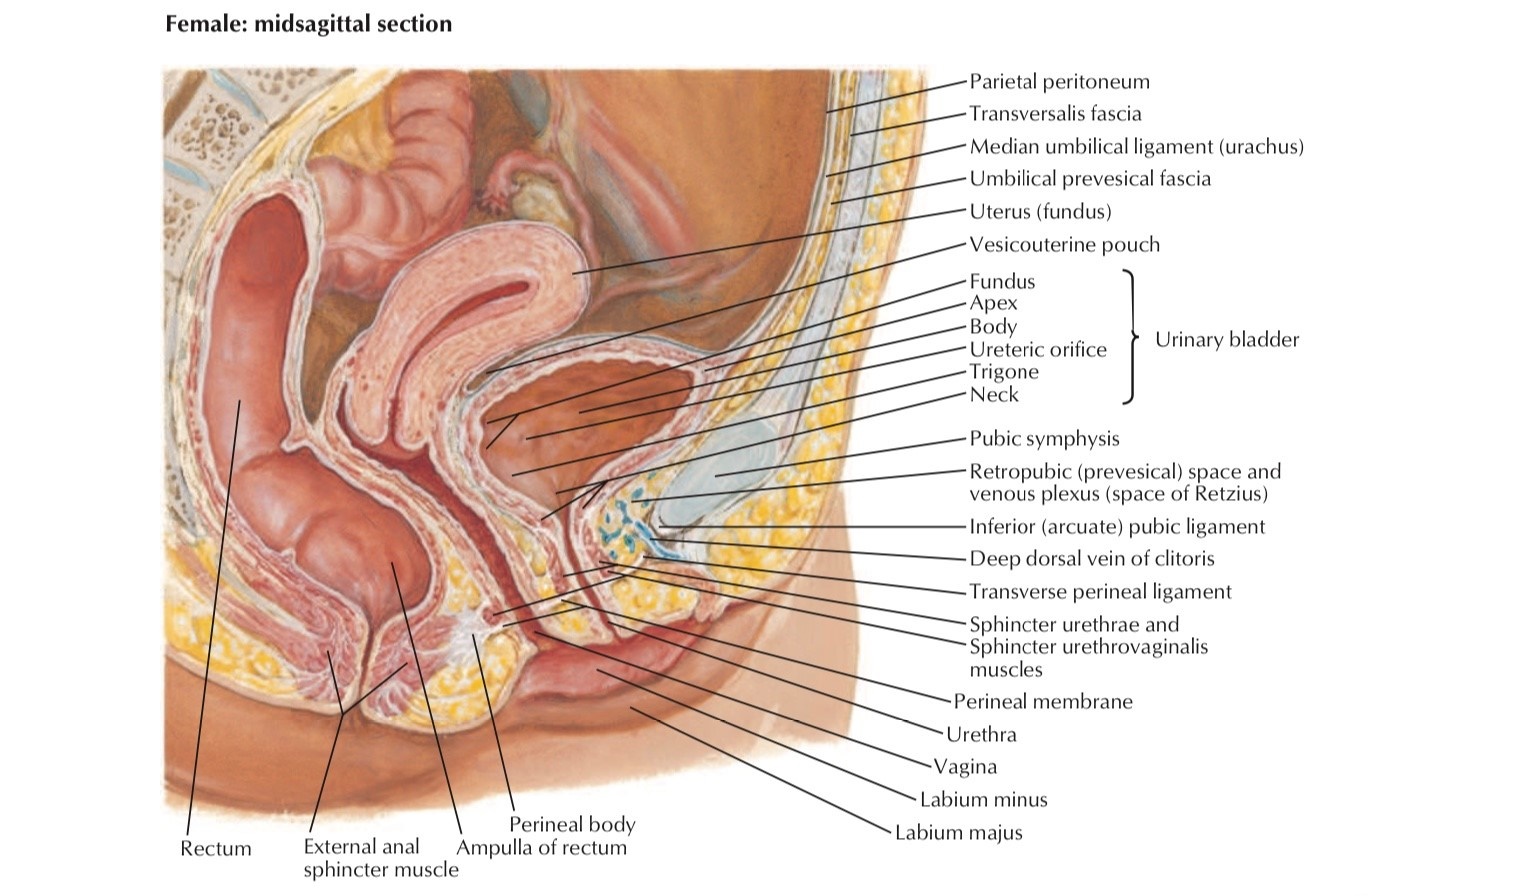 Female: midsagittal section
Parietal peritoneum
Transversalis fascia
Median umbilical ligament (urachus)
Umbilical prevesical fascia
Uterus (fundus)
Vesicouterine pouch
Fundus
Apex
Body
Ureteric orifice
Trigone
Neck
Urinary bladder
Pubic symphysis
Retropubic (prevesical) space and
venous plexus (space of Retzius)
Inferior (arcuate) pubic ligament
Deep dorsal vein of clitoris
Transverse perineal ligament
Sphincter urethrae and
Sphincter urethrovaginalis
muscles
Perineal membrane
Urethra
Vagina
Labium minus
Labium majus
Perineal body
Ampulla of rectum
External anal
sphincter muscle
Rectum